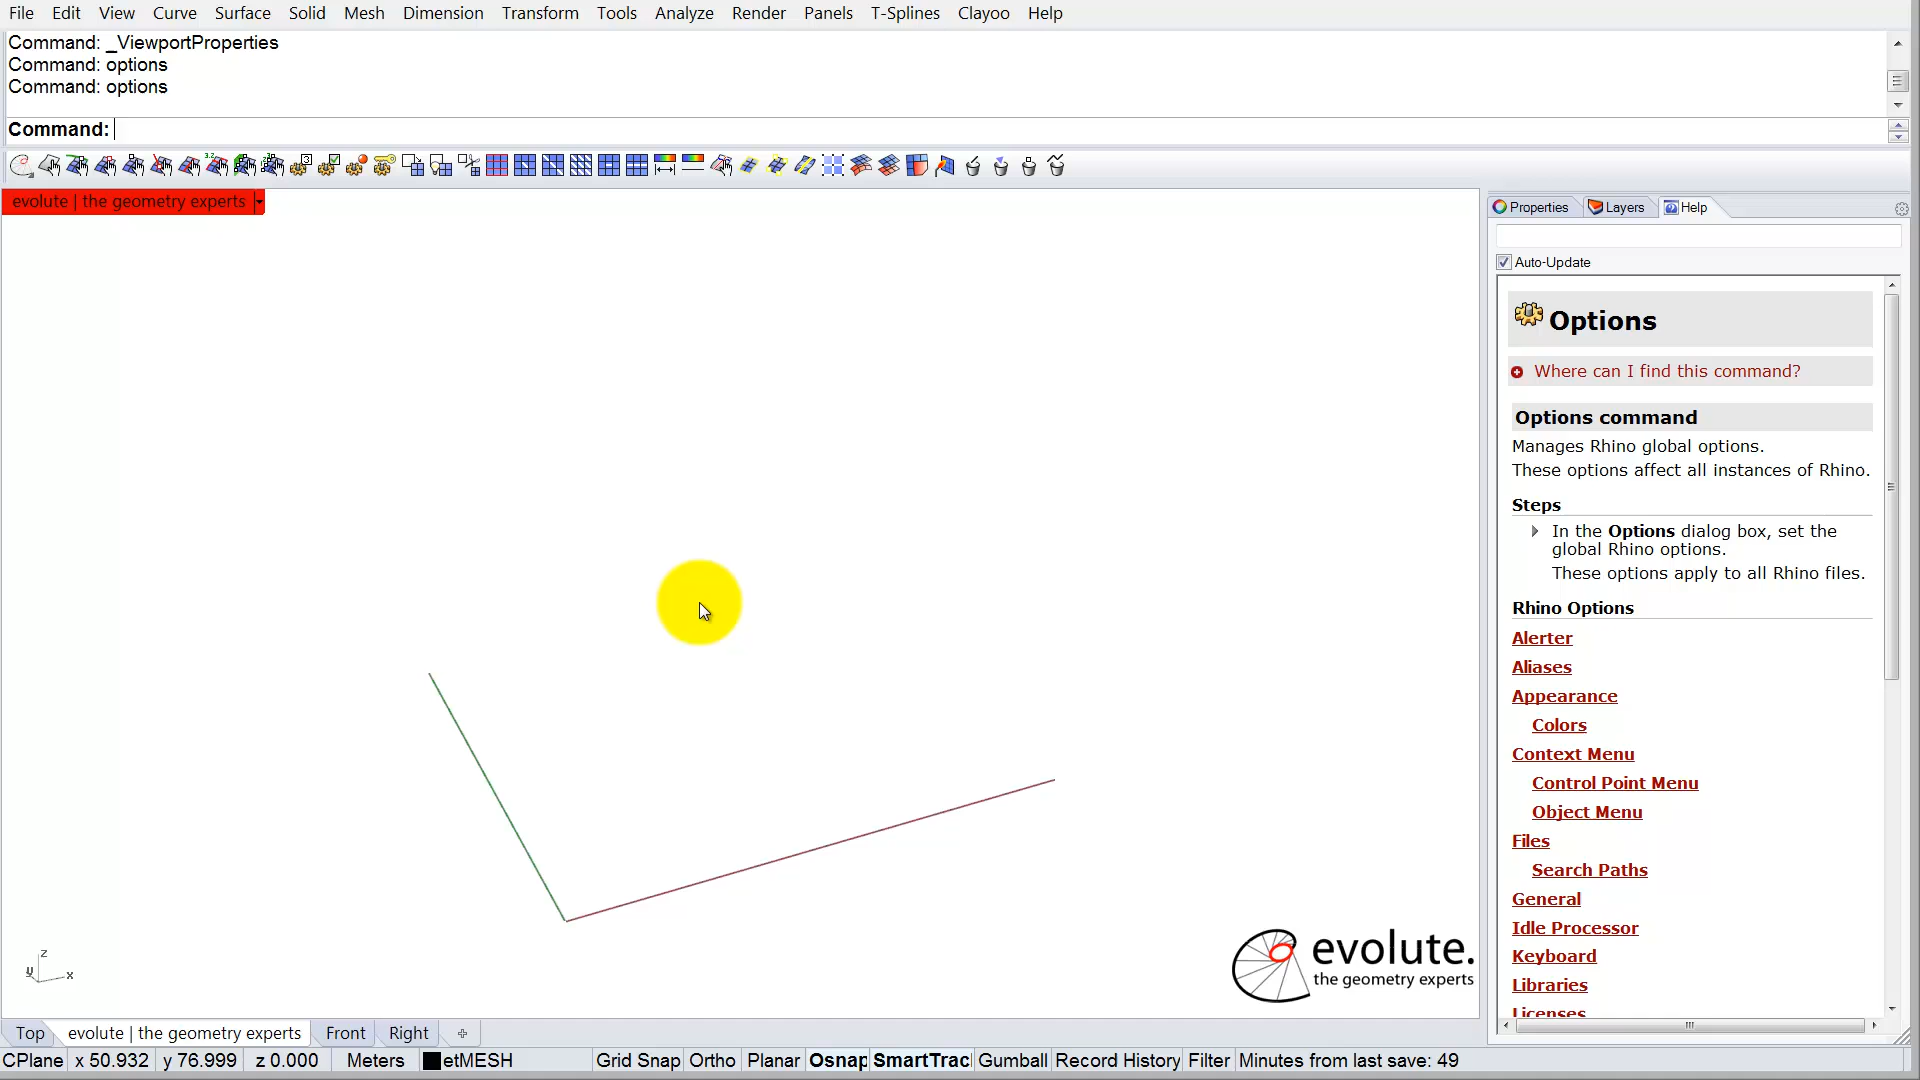 File Edit View Curve Surface Solid Mesh Dimension Transform Tools Analyze Render Panels T-Splines Clayoo Help
Command: _ViewportProperties
Command: options
Command: options
Command:
evolute | the geometry experts
Properties Layers Help
Auto-Update
Options
Where can I find this command?
Options command
Manages Rhino global options.
These options affect all instances of Rhino.
Steps
In the Options dialog box, set the
global Rhino options.
These options apply to all Rhino files.
Rhino Options
Alerter
Aliases
Appearance
Colors
Context Menu
Control Point Menu
Object Menu
Files
Search Paths
General
Idle Processor
Keyboard
Libraries
Licenses
z
y x
evolute.
the geometry experts
Top evolute | the geometry experts Front Right
CPlane x 50.932 y 76.999 z 0.000 Meters etMESH Grid Snap Ortho Planar Osnap SmartTrac Gumball Record History Filter Minutes from last save: 49